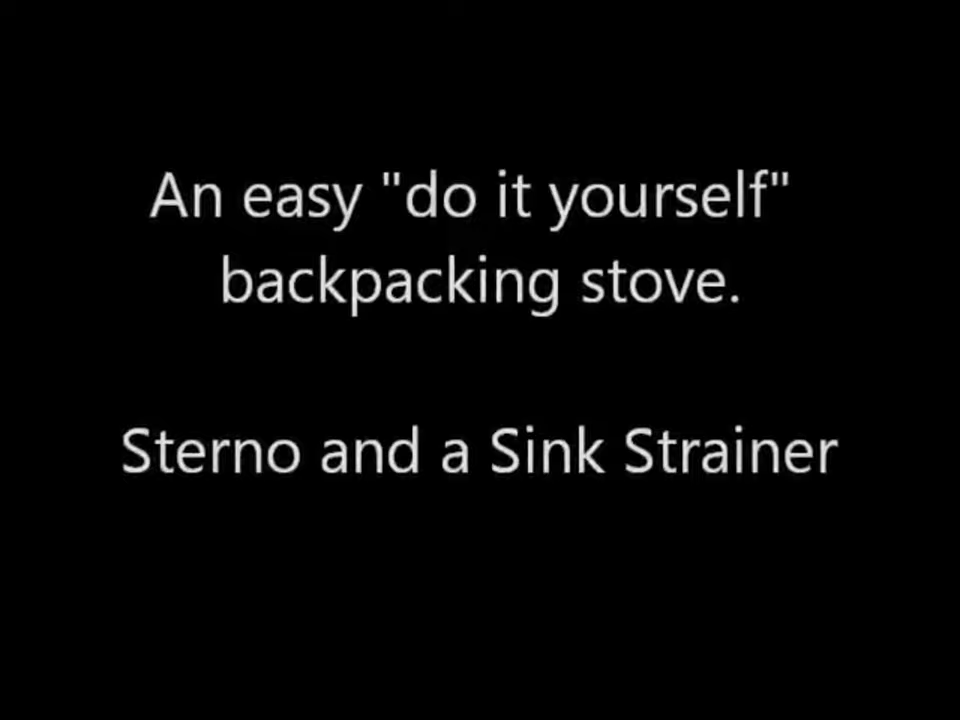 An easy "do it yourself"
backpacking stove.
Sterno and a Sink Strainer